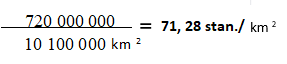 720 000 000 = 71, 28 stan./ km ²
10 100 000 km ²